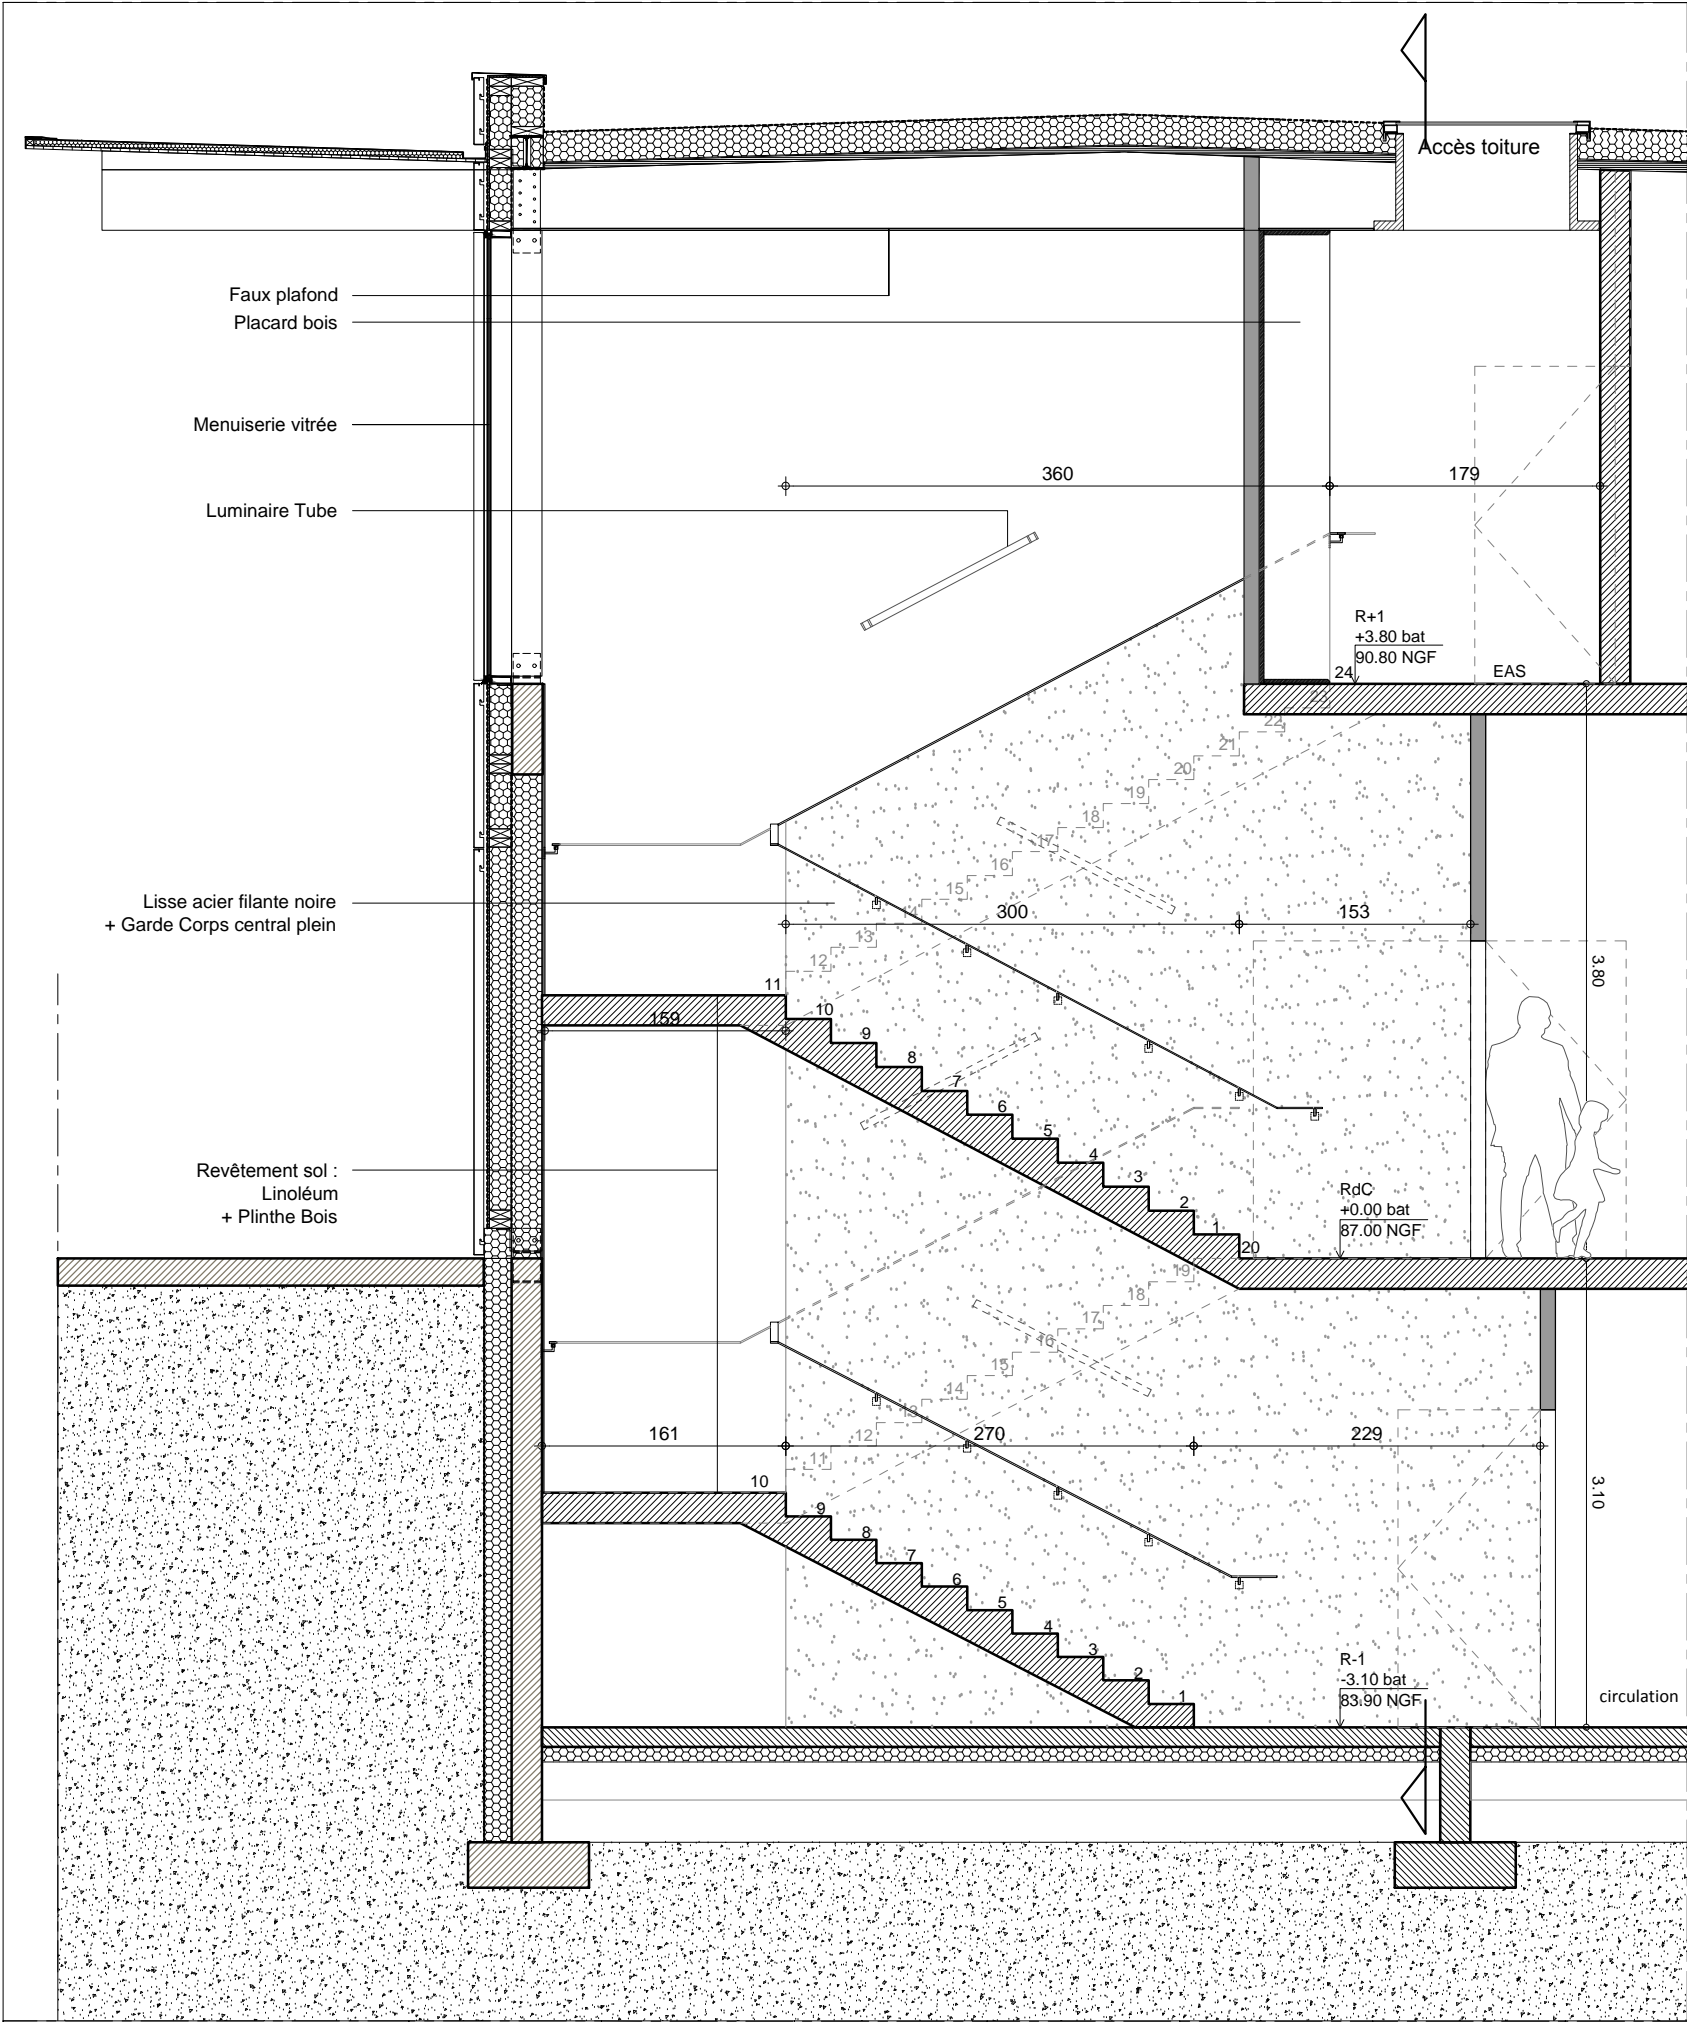 Accès toiture
Faux plafond
Placard bois
Menuiserie vitrée
360
179
Luminaire Tube
R+1
+3.80 bat
90.80 NGF
24
EAS
23
22
21
20
19
18
17
16
15
Lisse acier filante noire
+ Garde Corps central plein
4
300
153
13
12
3.80
11
10
159
9
8
7
6
5
4
3
2
1
20
Revêtement sol :
Linoléum
+ Plinthe Bois
RdC
+0.00 bat
87.00 NGF
19
18
17
16
15
14
13
12
11
161
270
229
3.10
10
9
8
7
6
5
4
3
2
1
R-1
-3.10 bat
83.90 NGF
circulation